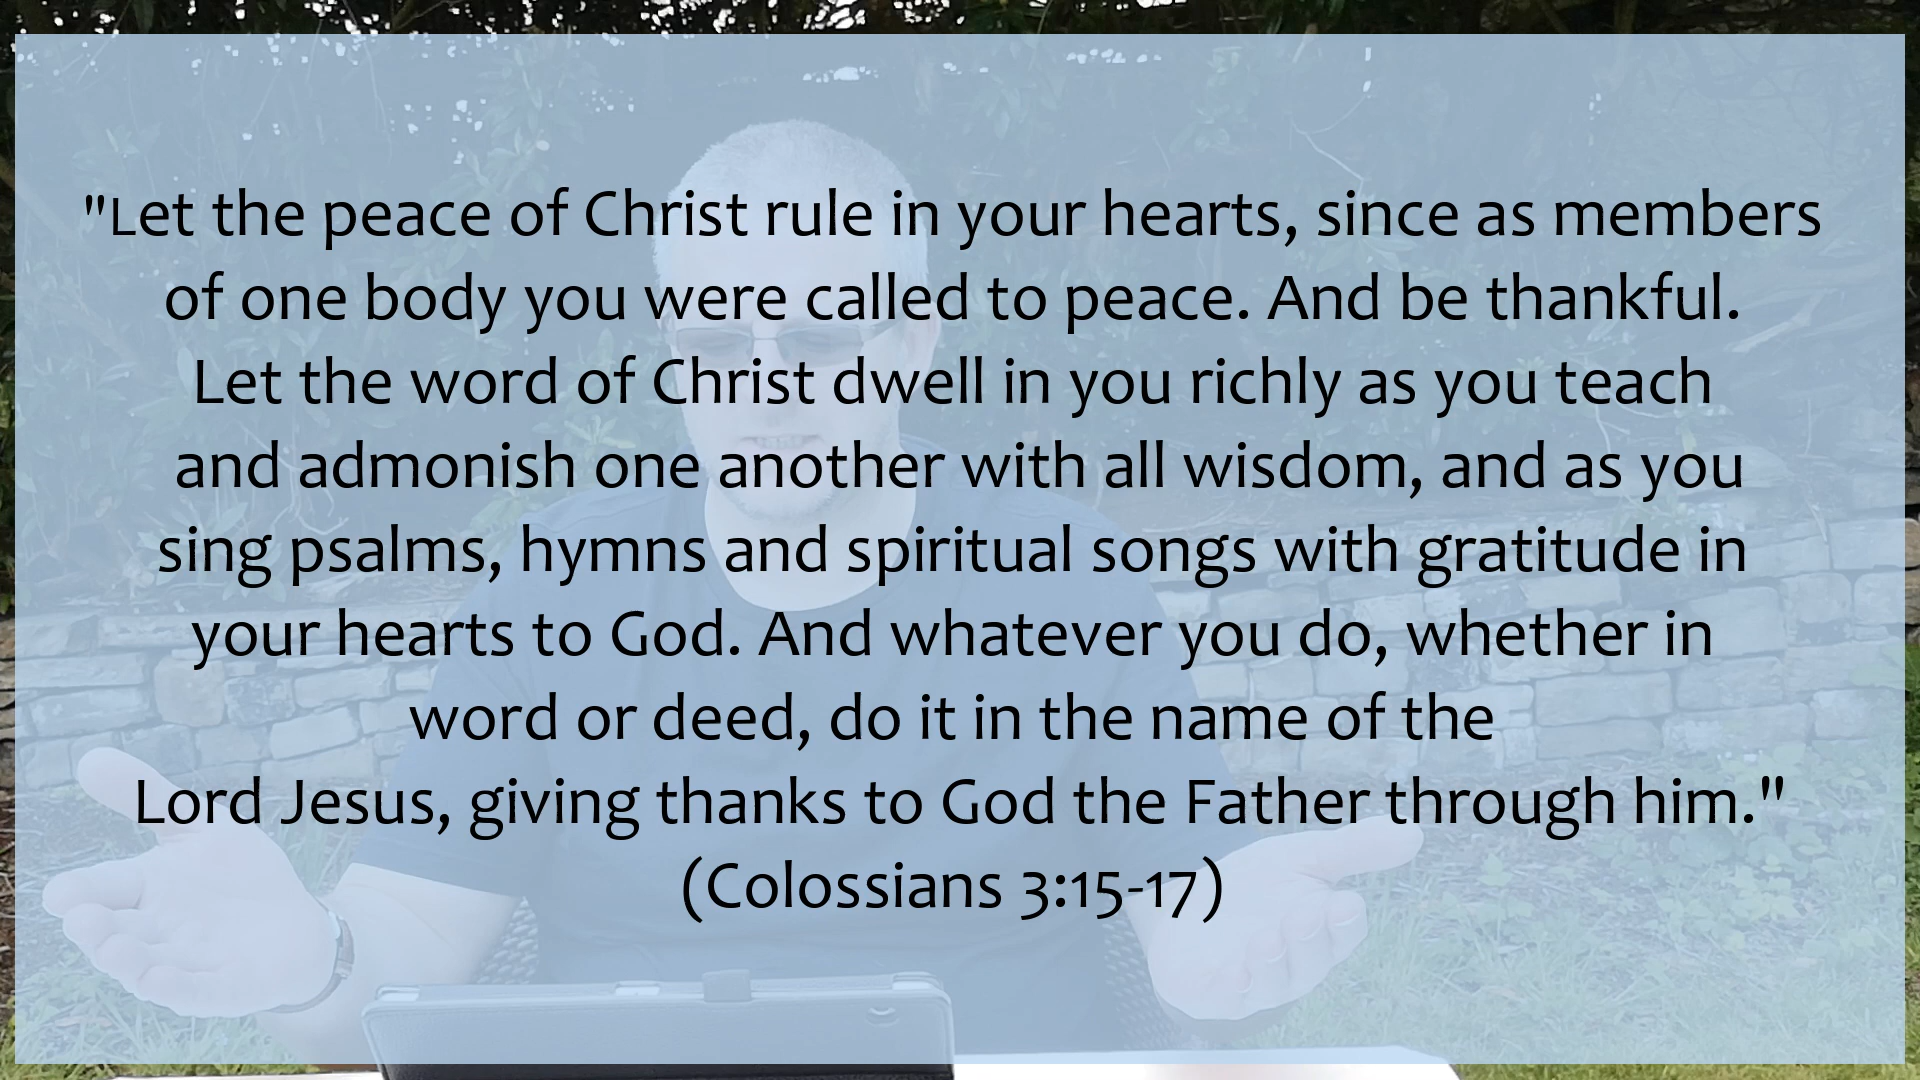 "Let the peace of Christ rule in your hearts, since as members
of one body you were called to peace. And be thankful.
Let the word of Christ dwell in you richly as you teach
and admonish one another with all wisdom, and as you
sing psalms, hymns and spiritual songs with gratitude in
your hearts to God. And whatever you do, whether in
word or deed, do it in the name of the
Lord Jesus, giving thanks to God the Father through him."
(Colossians 3:15-17)